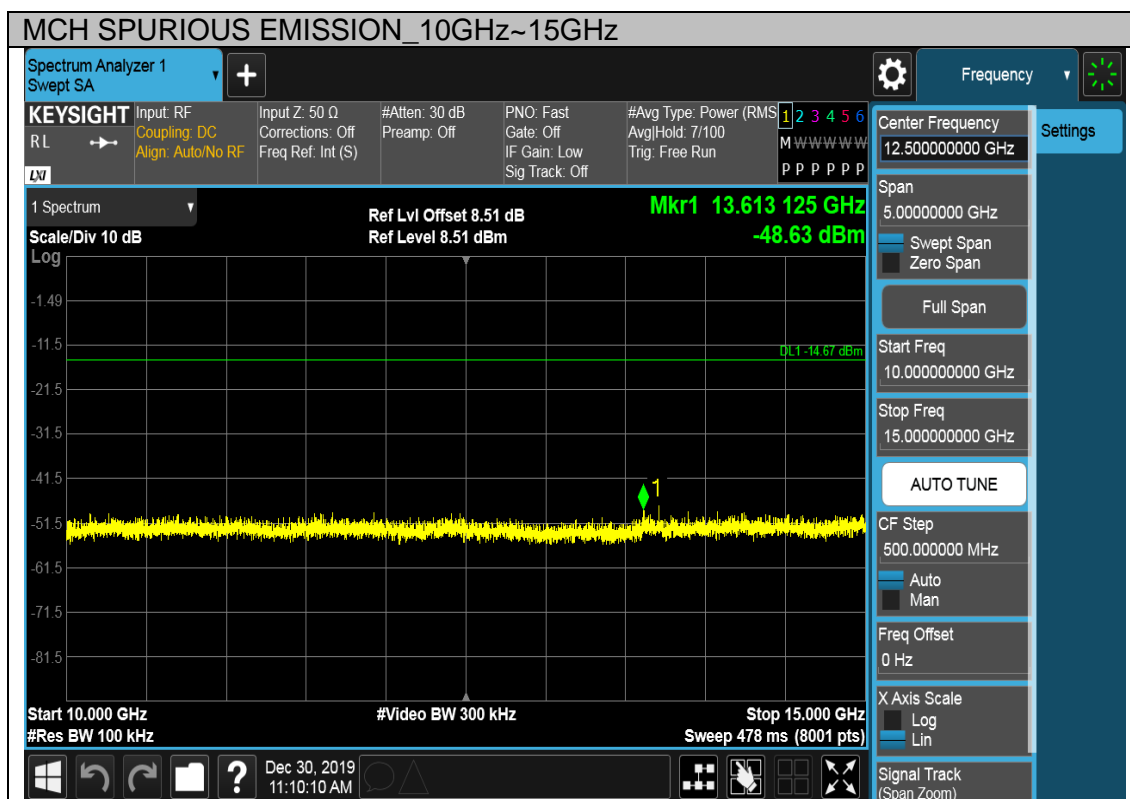 MCH SPURIOUS EMISSION_10GHz~15GHz
Spectrum Analyzer 1
Swept SA
+
Frequency
KEYSIGHT
R L
LXI
Input: RF
Coupling: DC
Align: Auto/No RF
Input Z: 50 Ω
Corrections: Off
Freq Ref: Int (S)
#Atten: 30 dB
Preamp: Off
PNO: Fast
Gate: Off
IF Gain: Low
Sig Track: Off
#Avg Type: Power (RMS
Avg|Hold: 7/100
Trig: Free Run
1 2 3 4 5 6
M W W W W W
P P P P P P
1 Spectrum
Scale/Div 10 dB
Log
Ref Lvl Offset 8.51 dB
Ref Level 8.51 dBm
Mkr1 13.613 125 GHz
-48.63 dBm
-1.49
-11.5
DL1 -14.67 dBm
-21.5
-31.5
-41.5
1
-51.5
-61.5
-71.5
-81.5
Start 10.000 GHz
#Res BW 100 kHz
#Video BW 300 kHz
Stop 15.000 GHz
Sweep 478 ms (8001 pts)
?
Dec 30, 2019
11:10:10 AM
Center Frequency
12.500000000 GHz
Span
5.00000000 GHz
Swept Span
Zero Span
Full Span
Start Freq
10.000000000 GHz
Stop Freq
15.000000000 GHz
AUTO TUNE
CF Step
500.000000 MHz
Auto
Man
Freq Offset
0 Hz
X Axis Scale
Log
Lin
Signal Track
(Span Zoom)
Settings